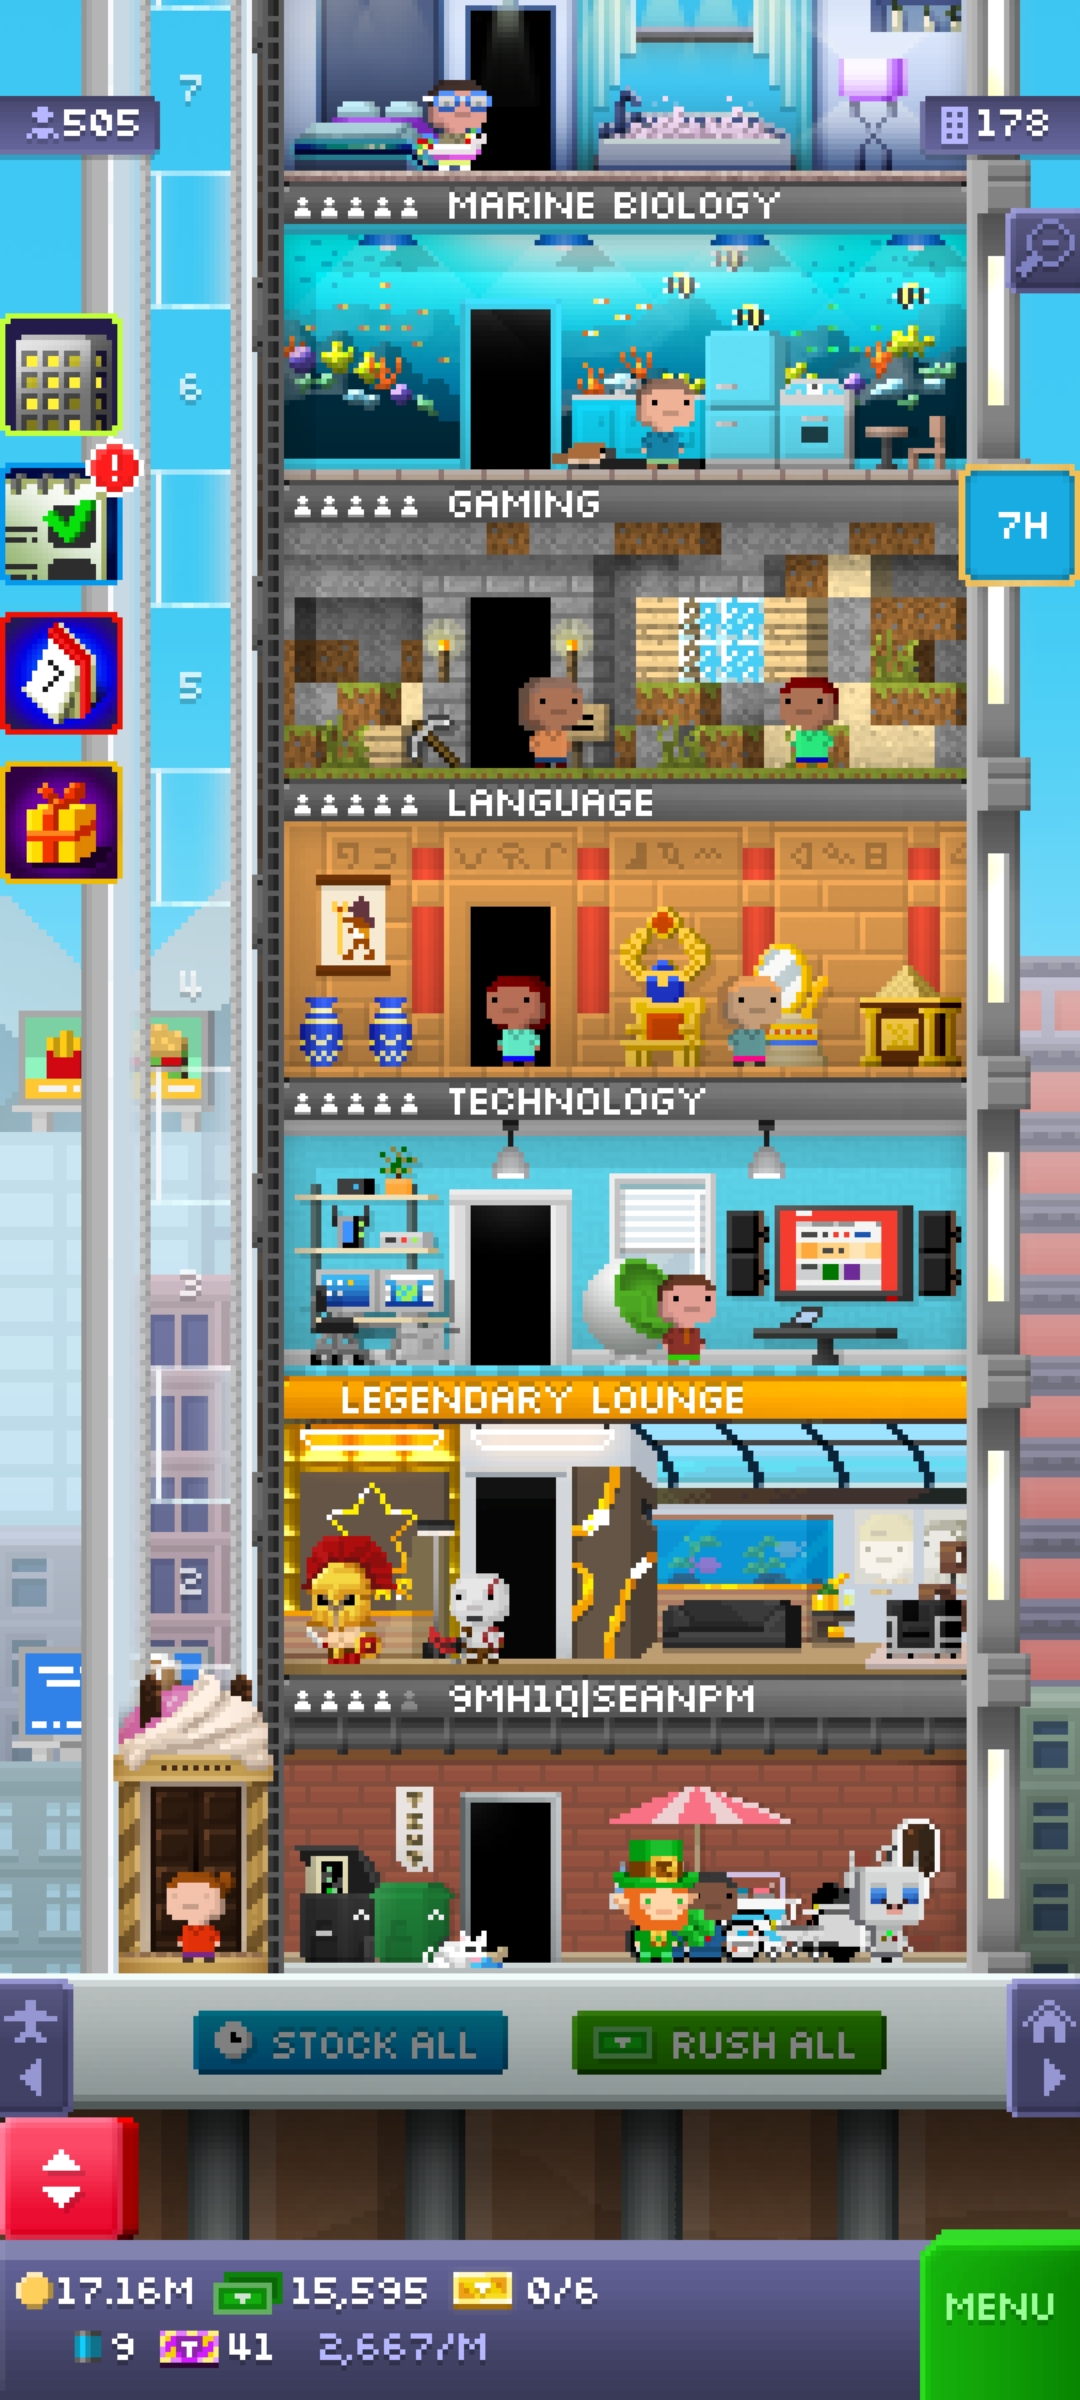 7
505
178
MARINE BIOLOGY
6
GAMING
7H
5
LANGUAGE
4
TECHNOLOGY
3
LEGENDARY LOUNGE
2
9MH1Q|SEANPM
STOCK ALL
RUSH ALL
17.16M 15,595 0/6
9 41 2,667/M
MENU